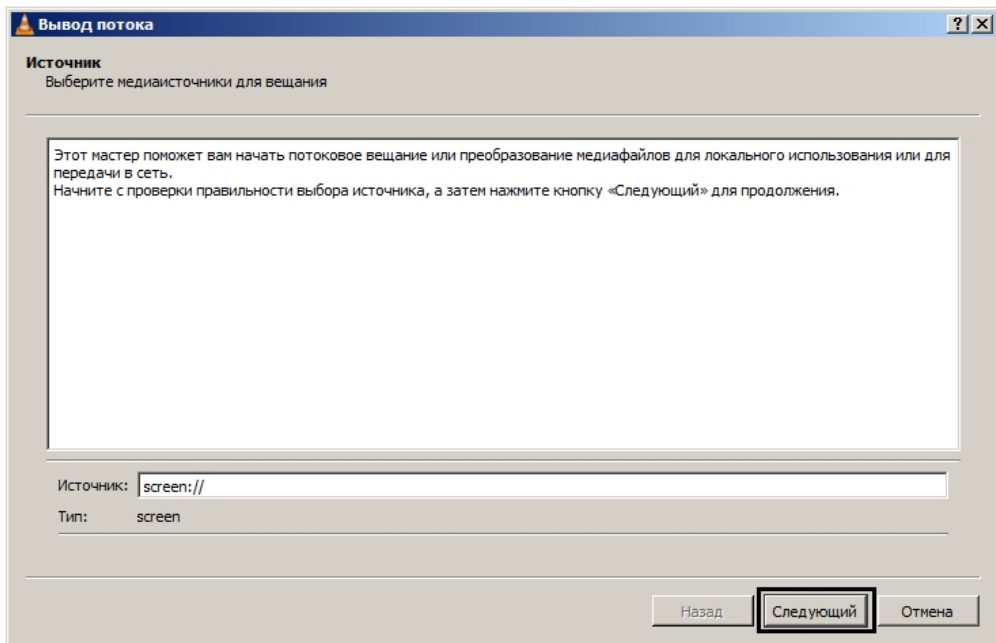 Вывод потока
Источник
Выберите медиаисточники для вещания
Этот мастер поможет вам начать потоковое вещание или преобразование медиафайлов для локального использования или для
передачи в сеть.
Начните с проверки правильности выбора источника, а затем нажмите кнопку «Следующий» для продолжения.
Источник: screen://
Тип: screen
Назад Следующий Отмена